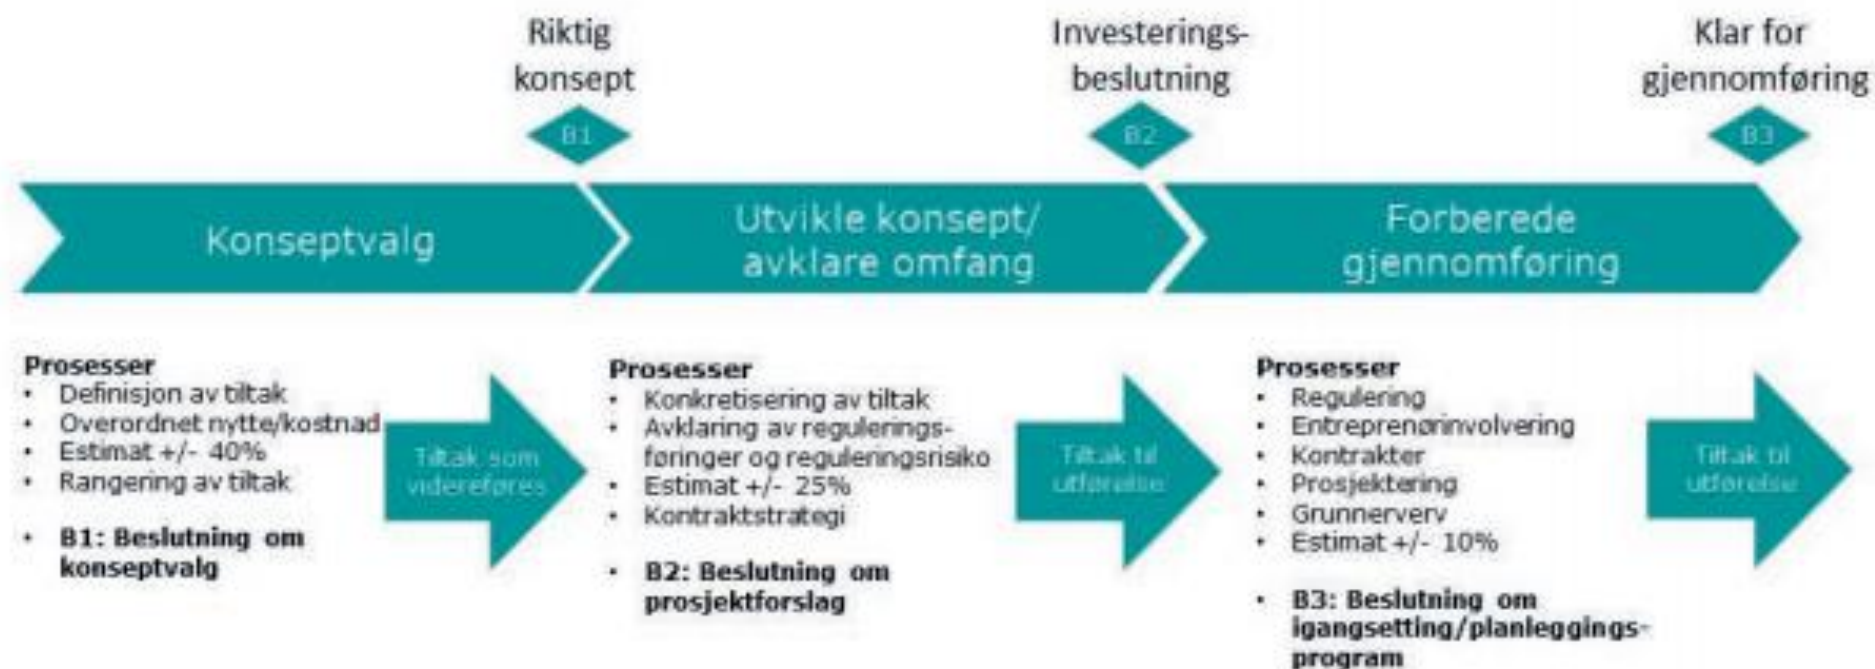 Riktig
konsept
B1
Investerings-
beslutning
B2
Klar for
gjennomføring
B3
Konseptvalg
Utvikle konsept/
avklare omfang
Forberede
gjennomføring
Prosesser
• Definisjon av tiltak
• Overordnet nytte/kostnad
• Estimat +/- 40%
• Rangering av tiltak
• B1: Beslutning om
konseptvalg
Tiltak som
videreføres
Prosesser
• Konkretisering av tiltak
• Avklaring av regulerings-
føringer og reguleringsrisiko
• Estimat +/- 25%
• Kontraktstrategi
• B2: Beslutning om
prosjektforslag
Tiltak til
utførelse
Prosesser
• Regulering
• Entreprenørinvolvering
• Kontrakter
• Prosjektering
• Grunnerverv
• Estimat +/- 10%
• B3: Beslutning om
igangsetting/planleggings-
program
Tiltak til
utførelse